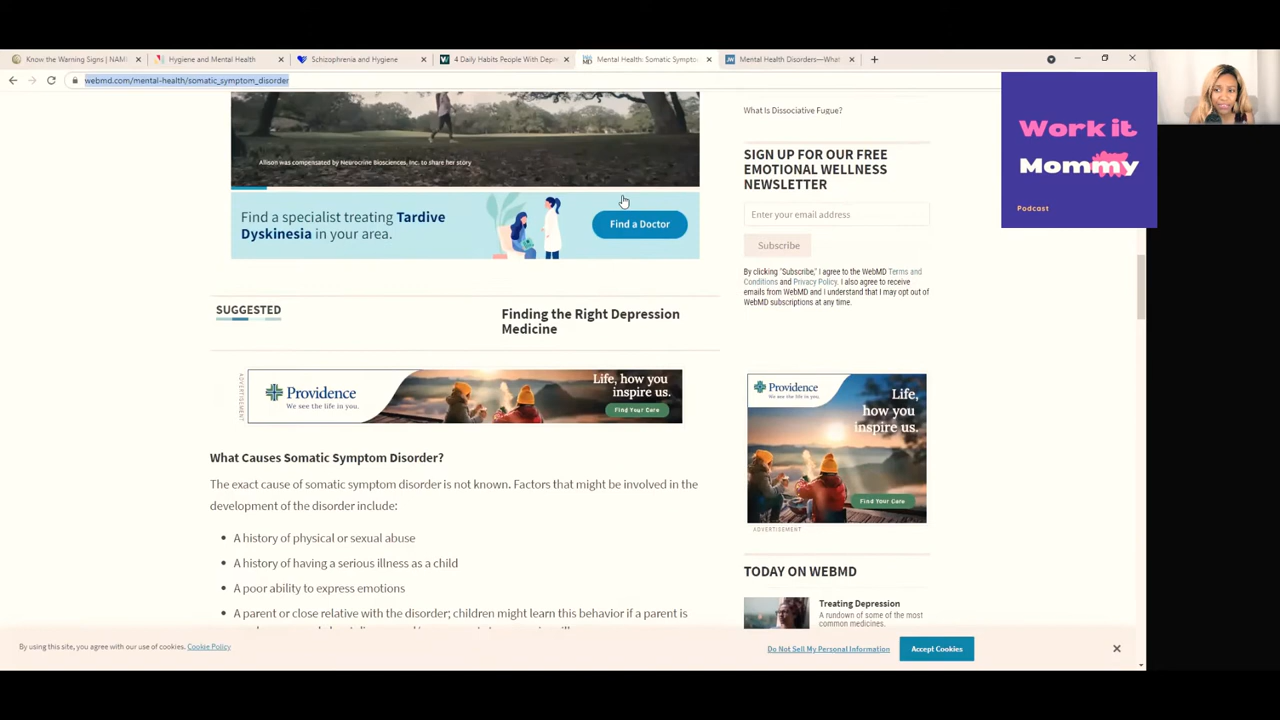 Know the Warning Signs | NAMI
Hygiene and Mental Health
Schizophrenia and Hygiene
4 Daily Habits People With Depr
Mental Health: Somatic Sympto
Mental Health Disorders—What
webmd.com/mental-health/somatic_symptom_disorder
Allison was compensated by Neurocrine Biosciences, Inc. to share her story
Find a specialist treating Tardive
Dyskinesia in your area.
Find a Doctor
SUGGESTED
Finding the Right Depression
Medicine
ADVERTISEMENT
Providence
We see the life in you.
Life, how you
inspire us.
Find Your Care
What Causes Somatic Symptom Disorder?
The exact cause of somatic symptom disorder is not known. Factors that might be involved in the
development of the disorder include:
A history of physical or sexual abuse
A history of having a serious illness as a child
A poor ability to express emotions
A parent or close relative with the disorder; children might learn this behavior if a parent is
What Is Dissociative Fugue?
SIGN UP FOR OUR FREE
EMOTIONAL WELLNESS
NEWSLETTER
Enter your email address
Subscribe
By clicking "Subscribe," I agree to the WebMD Terms and
Conditions and Privacy Policy. I also agree to receive
emails from WebMD and I understand that I may opt out of
WebMD subscriptions at any time.
Providence
We see the life in you.
Life,
how you
inspire us.
Find Your Care
ADVERTISEMENT
TODAY ON WEBMD
Treating Depression
A rundown of some of the most
common medicines.
By using this site, you agree with our use of cookies. Cookie Policy
Do Not Sell My Personal Information
Accept Cookies
Work it
Mommy
Podcast